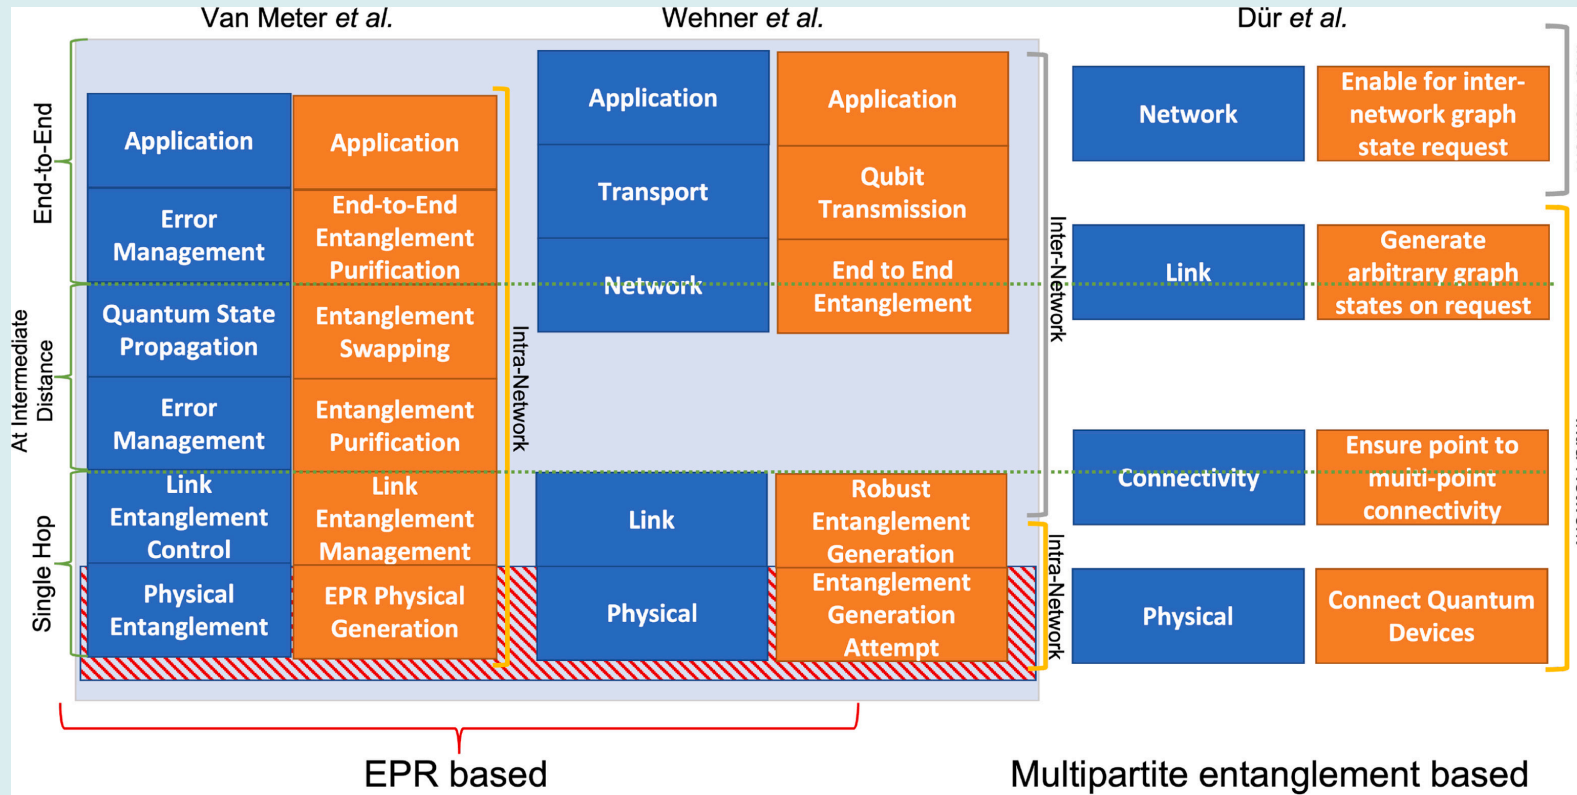 Van Meter et al.
Wehner et al.
Dür et al.
End-to-End
At Intermediate
Distance
Single Hop
Application
Error
Management
Quantum State
Propagation
Error
Management
Link
Entanglement
Control
Physical
Entanglement
Application
End-to-End
Entanglement
Purification
Entanglement
Swapping
Entanglement
Purification
Link
Entanglement
Management
EPR Physical
Generation
Intra-Network
Application
Transport
Network
Link
Physical
Application
Qubit
Transmission
End to End
Entanglement
Robust
Entanglement
Generation
Entanglement
Generation
Attempt
Inter-Network
Intra-Network
Network
Link
Connectivity
Physical
Enable for inter-
network graph
state request
Generate
arbitrary graph
states on request
Ensure point to
multi-point
connectivity
Connect Quantum
Devices
EPR based
Multipartite entanglement based